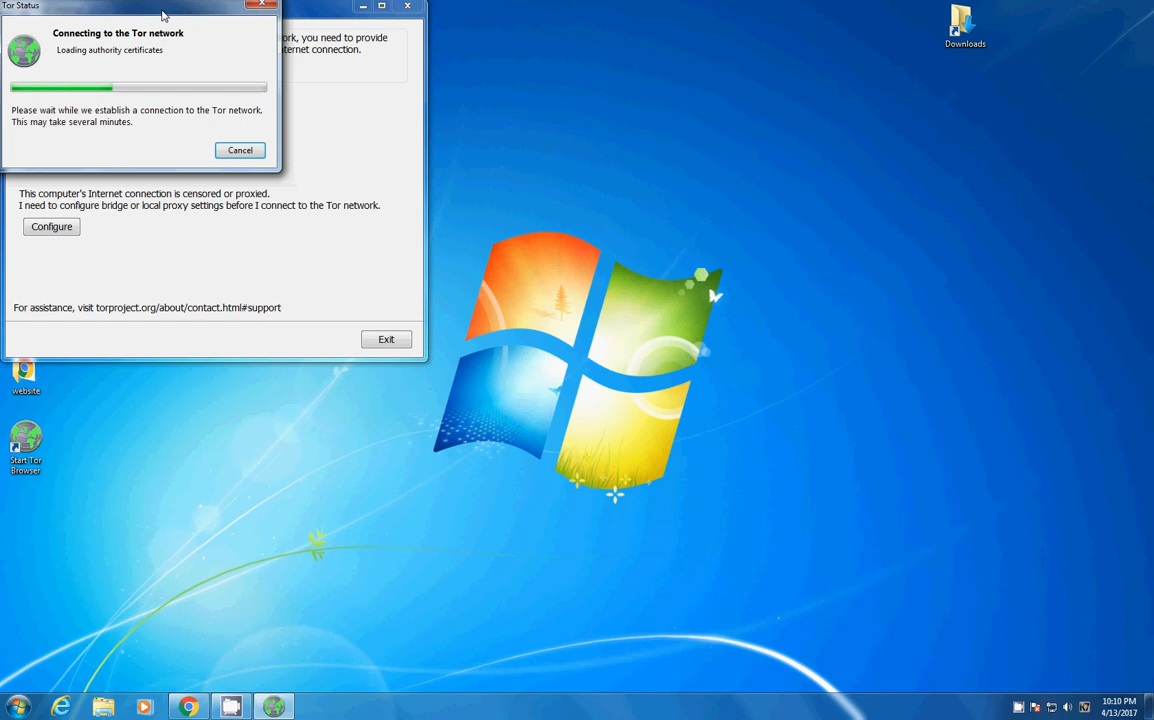 Tor Status
Connecting to the Tor network
Loading authority certificates
Please wait while we establish a connection to the Tor network.
This may take several minutes.
Cancel
ork, you need to provide
nternet connection.
This computer's Internet connection is censored or proxied.
I need to configure bridge or local proxy settings before I connect to the Tor network.
Configure
For assistance, visit torproject.org/about/contact.html#support
Exit
Downloads
website
Start Tor
Browser
10:10 PM
4/13/2017